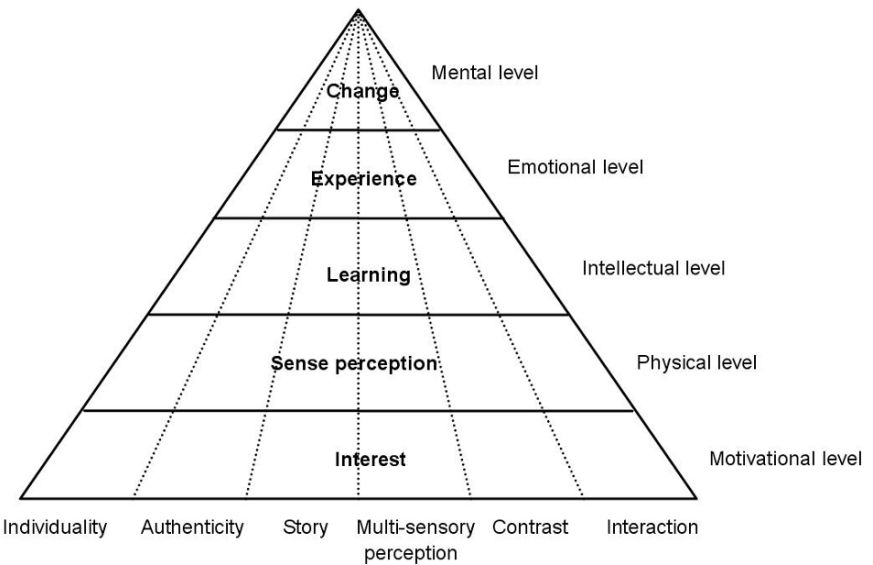 Change
Mental level
Experience
Emotional level
Learning
Intellectual level
Sense perception
Physical level
Interest
Motivational level
Individuality
Authenticity
Story
Multi-sensory
perception
Contrast
Interaction